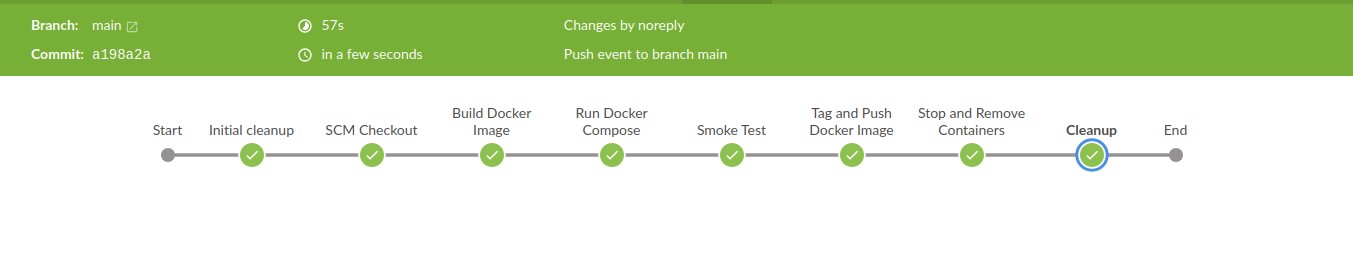 Branch: main 57s Changes by noreply
Commit: a198a2a in a few seconds Push event to branch main
Start
Initial cleanup
SCM Checkout
Build Docker
Image
Run Docker
Compose
Smoke Test
Tag and Push
Docker Image
Stop and Remove
Containers
Cleanup
End